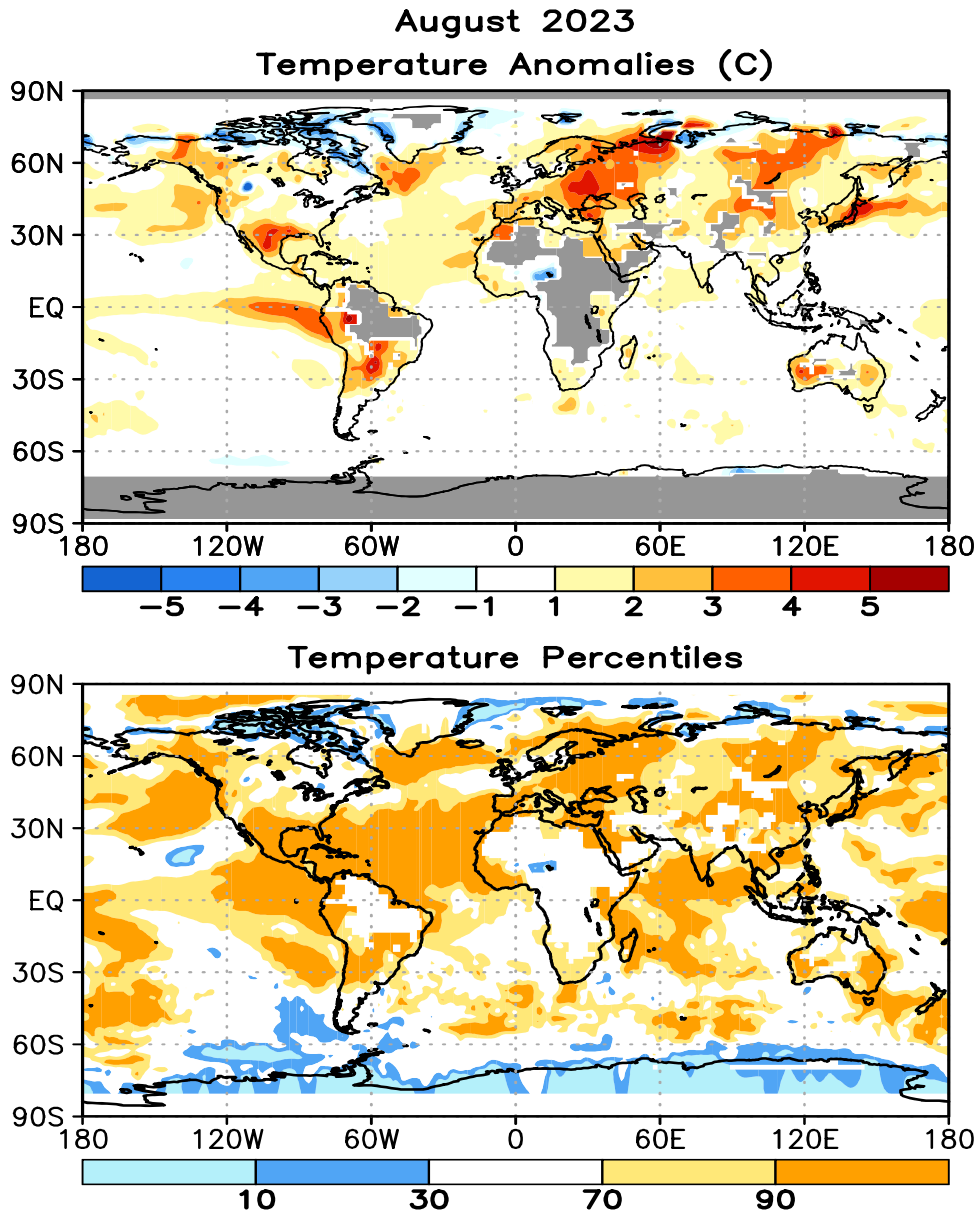 August 2023
Temperature Anomalies (C)
90N
60N
30N
EQ
30S
60S
90S
180 120W 60W 0 60E 120E 180
−5 −4 −3 −2 −1 1 2 3 4 5
Temperature Percentiles
90N
60N
30N
EQ
30S
60S
90S
180 120W 60W 0 60E 120E 180
10 30 70 90